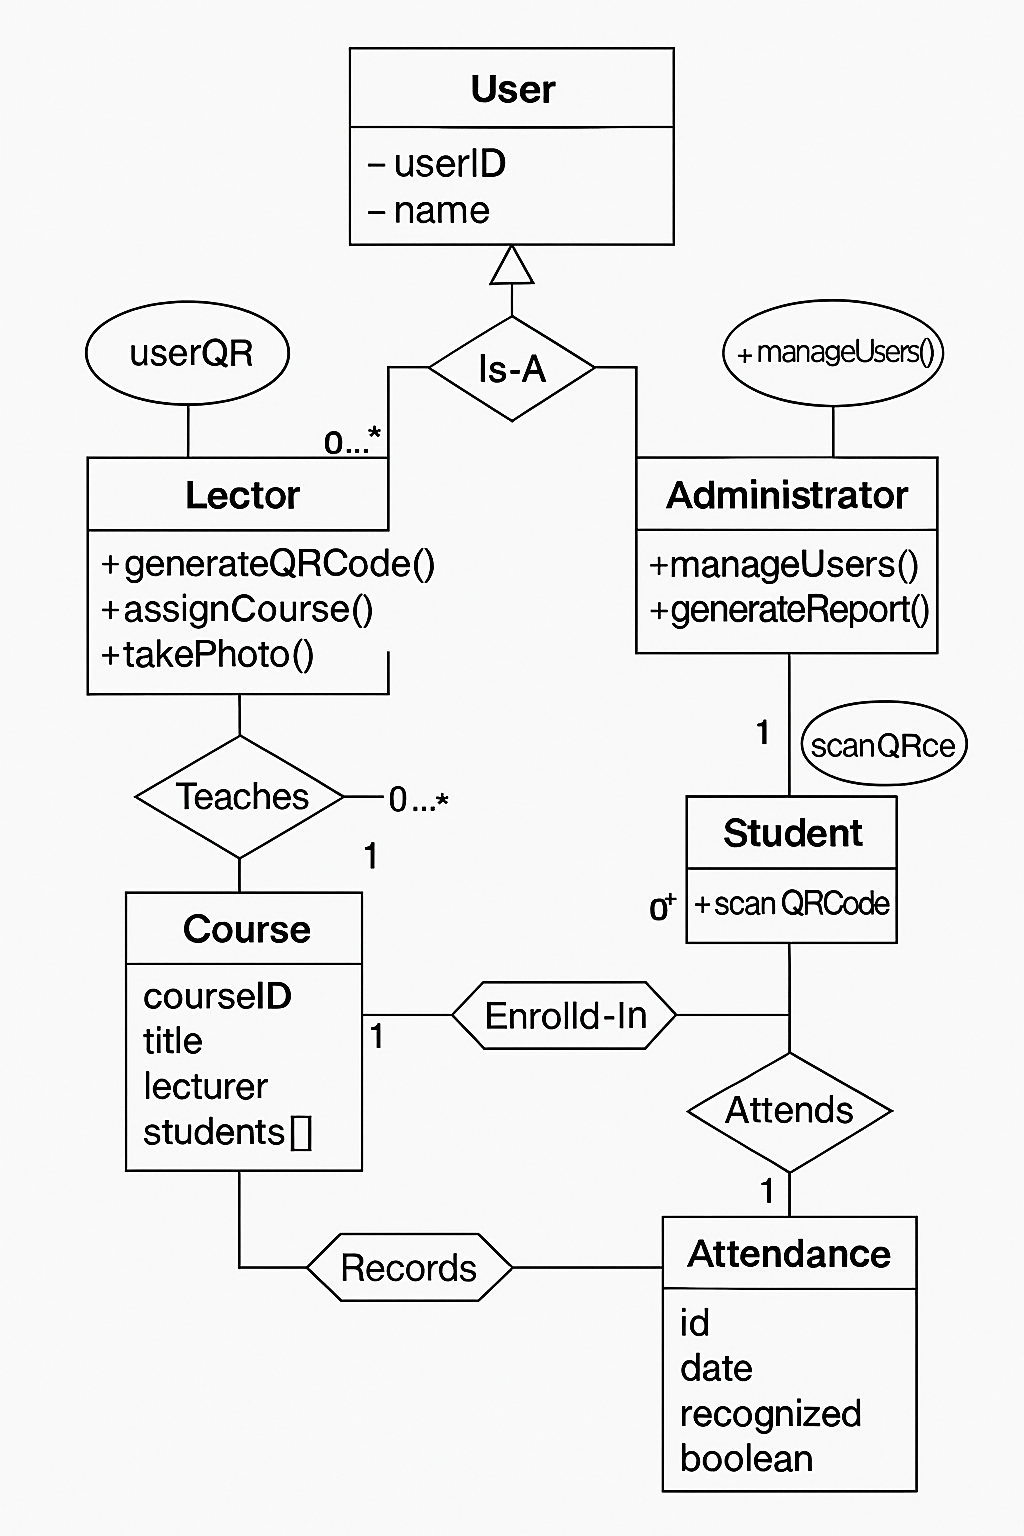 User
– userID
– name
userQR
Is-A
+ manageUsers()
0...*
Lector
+generateQRCode()
+assignCourse()
+takePhoto()
Administrator
+manageUsers()
+generateReport()
1
scanQRce
Teaches
0...*
1
Student
+scan QRCode
0+
Course
courseID
title
lecturer
students[]
1
Enrolld-In
Attends
1
Records
Attendance
id
date
recognized
boolean